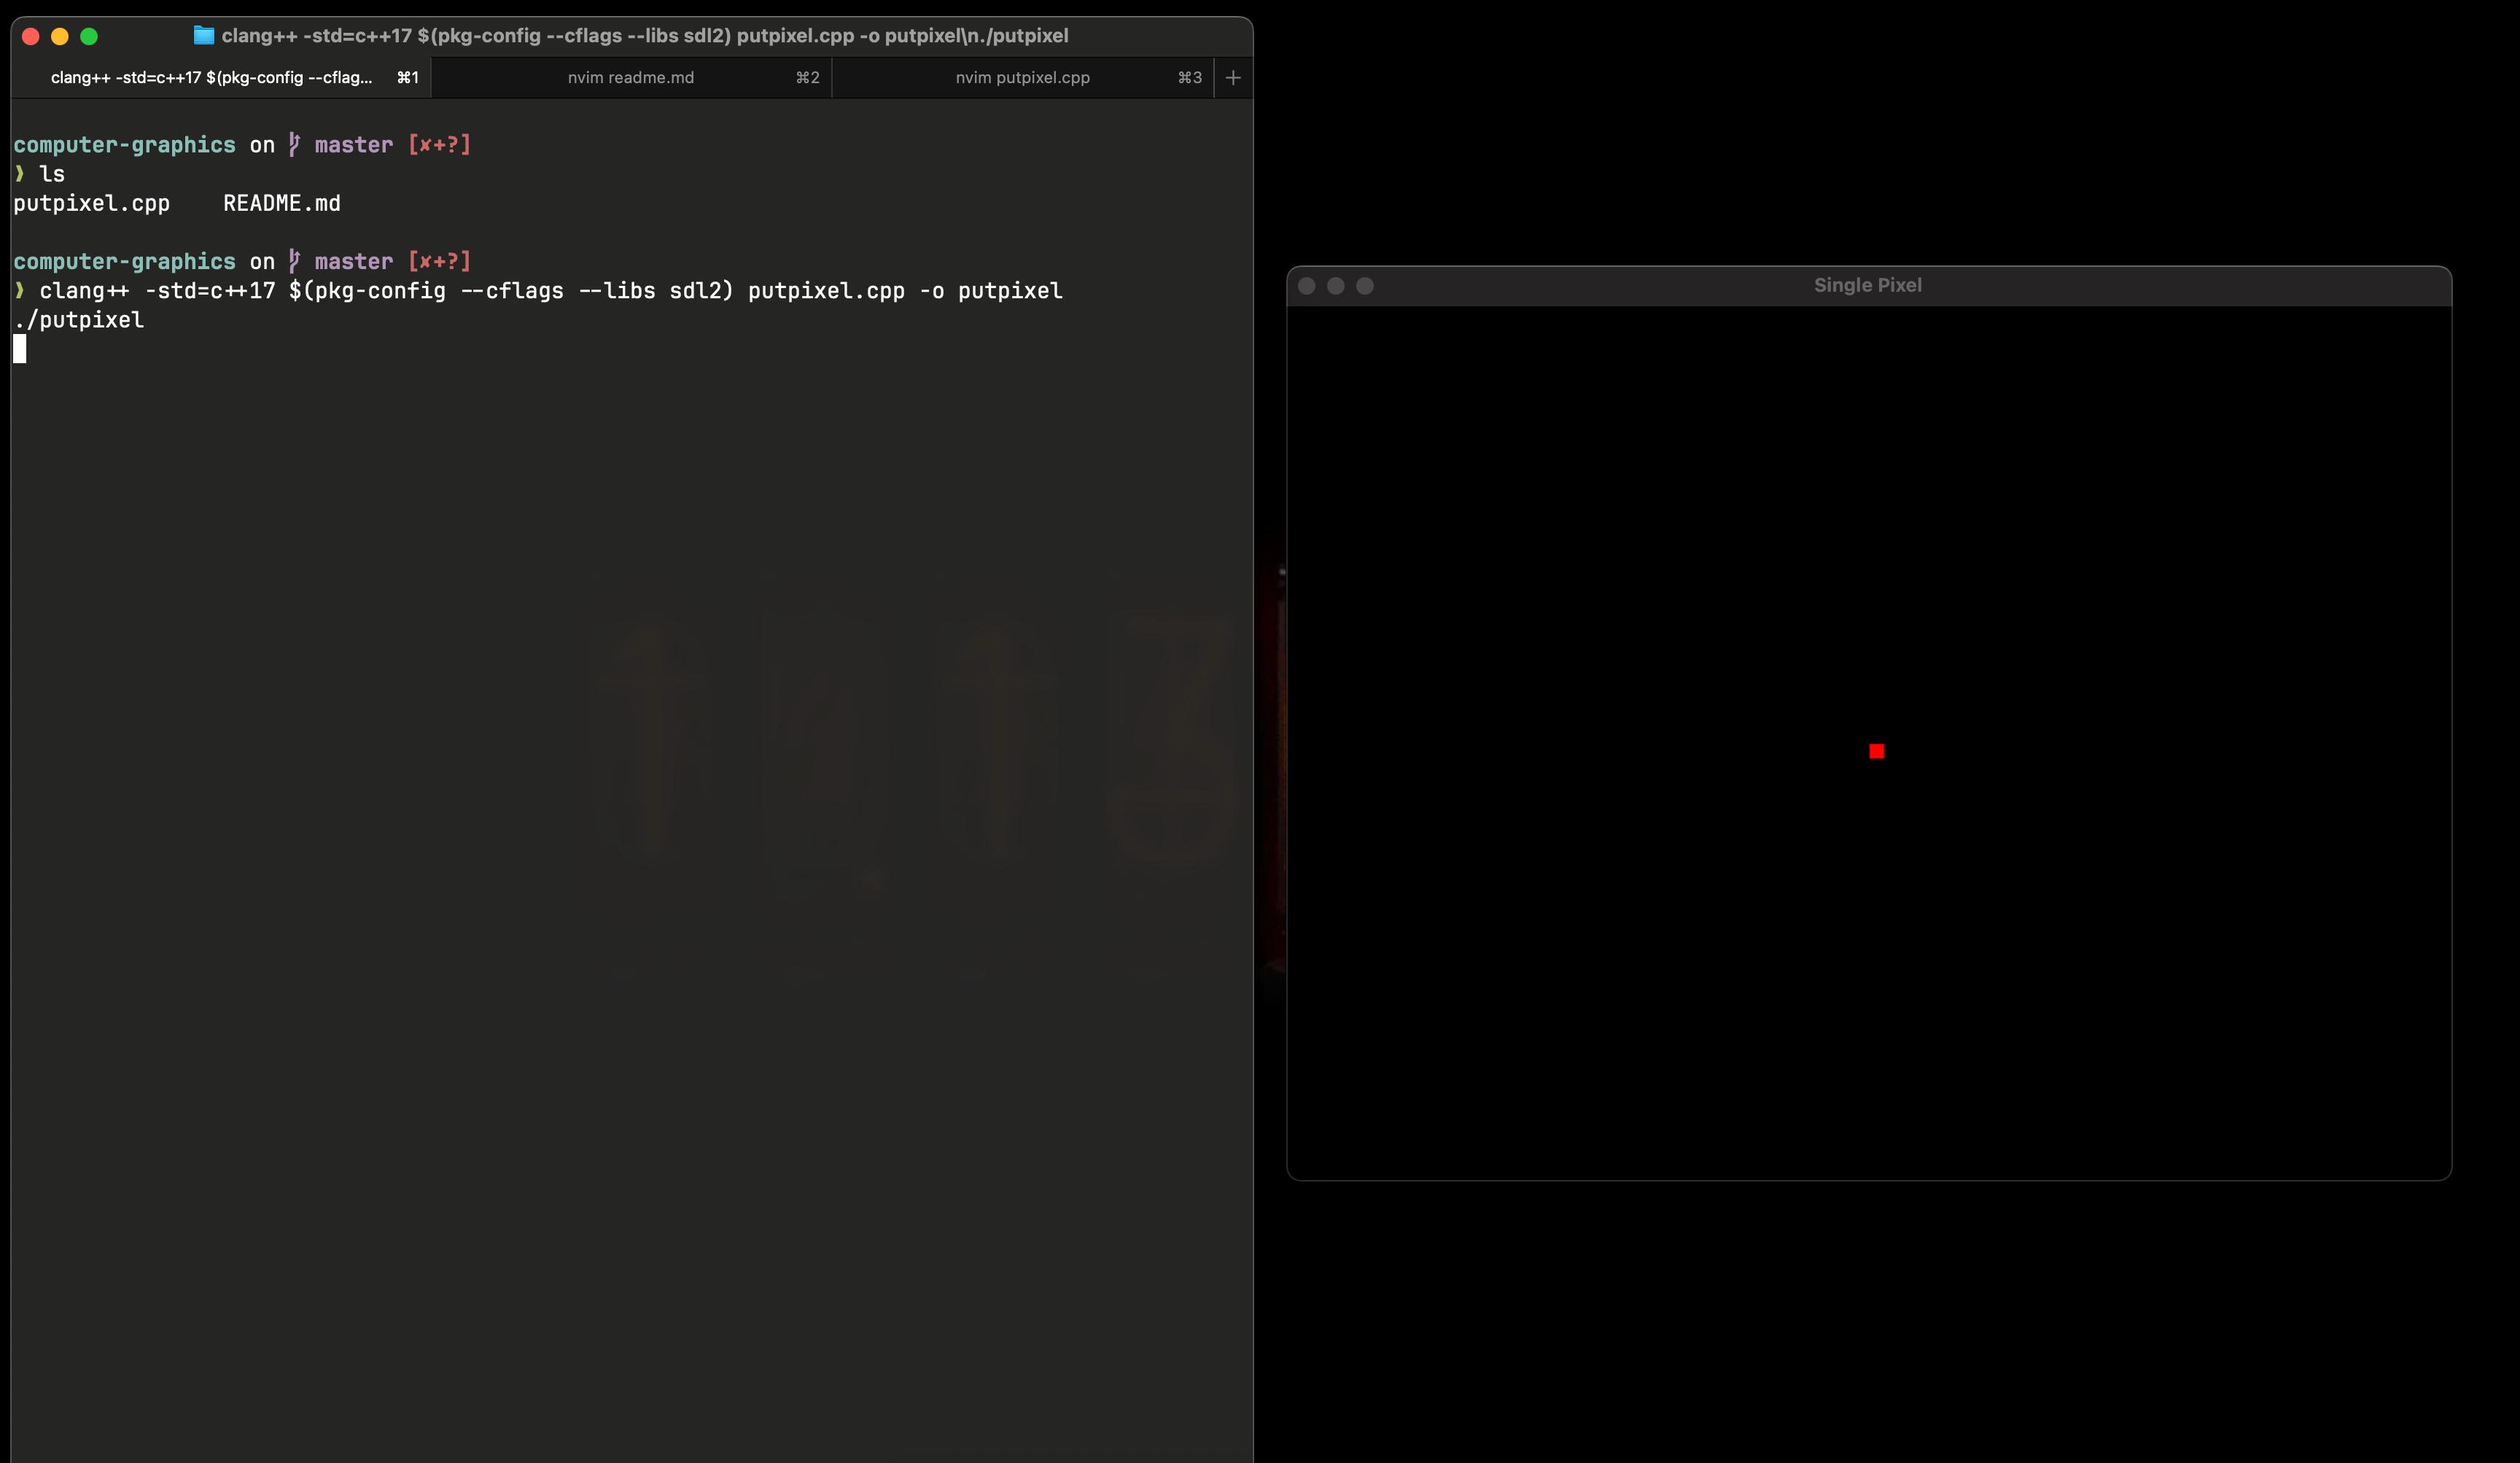 clang++ -std=c++17 $(pkg-config --cflags --libs sdl2) putpixel.cpp -o putpixel\n./putpixel
clang++ -std=c++17 $(pkg-config --cflag... ⌘1 nvim readme.md ⌘2 nvim putpixel.cpp ⌘3 +
computer-graphics on master [✘+?]
❯ ls
putpixel.cpp README.md
computer-graphics on master [✘+?]
❯ clang++ -std=c++17 $(pkg-config --cflags --libs sdl2) putpixel.cpp -o putpixel
./putpixel
Single Pixel